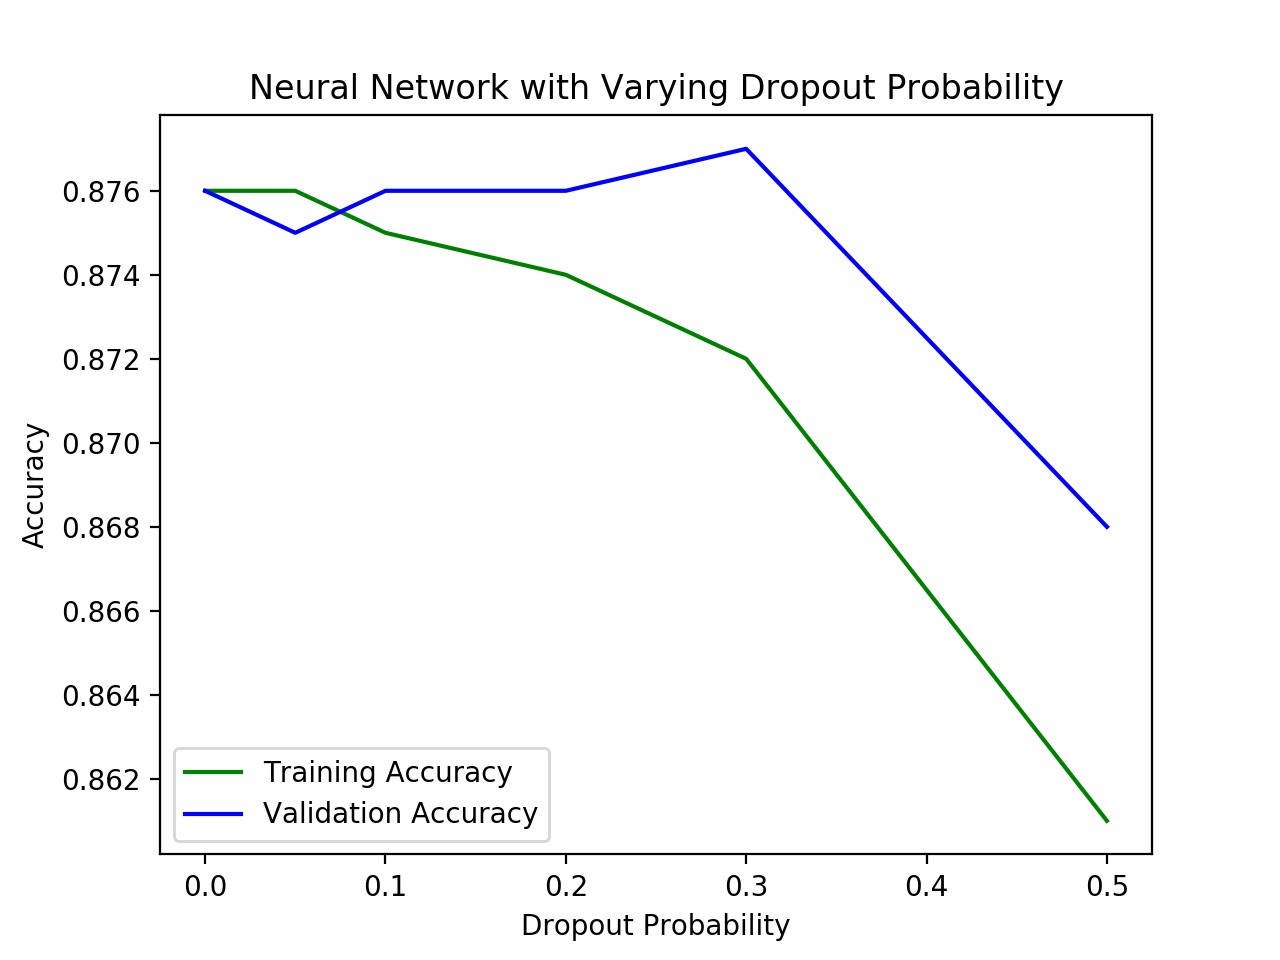 Neural Network with Varying Dropout Probability
0.876
0.874
0.872
0.870
0.868
0.866
0.864
0.862
Accuracy
Training Accuracy
Validation Accuracy
0.0 0.1 0.2 0.3 0.4 0.5
Dropout Probability